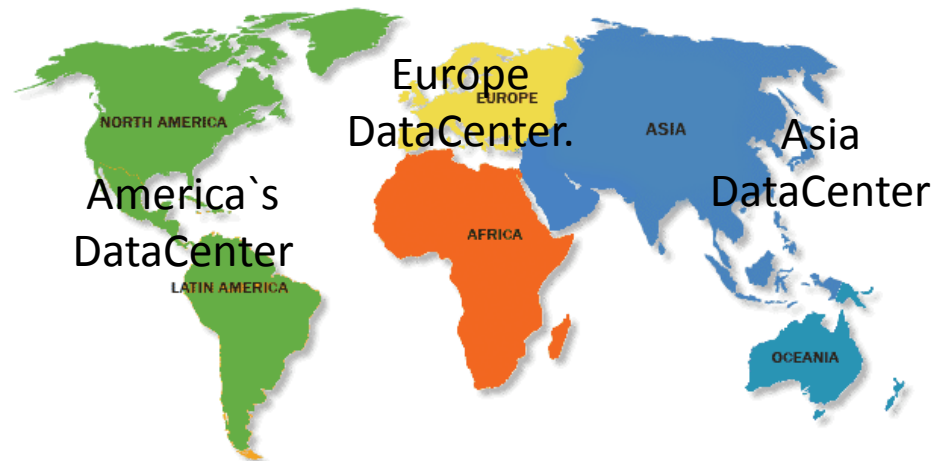 NORTH AMERICA
America`s
DataCenter
LATIN AMERICA
Europe
EUROPE
DataCenter.
AFRICA
ASIA
Asia
DataCenter
OCEANIA